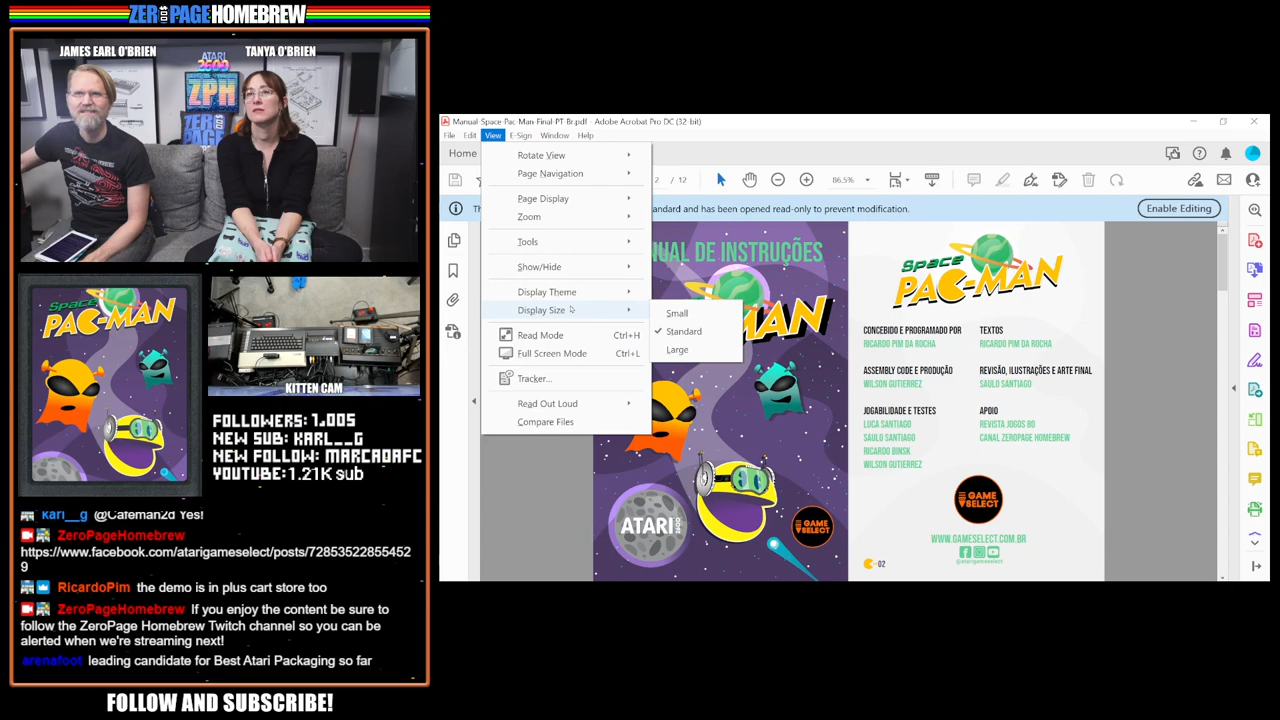 ZEROPAGE HOMEBREW
JAMES EARL O'BRIEN
TANYA O'BRIEN
ATARI
2600
ZPH
ZERO
PAGE
Space
PAC-MAN
KITTEN CAM
FOLLOWERS: 1,005
NEW SUB: KARL__G
NEW FOLLOW: MARCAOAFC
YOUTUBE: 1.21K sub
karl__g @Cafeman2d Yes!
ZeroPageHomebrew
https://www.facebook.com/atarigameselect/posts/72853522855452
9
RicardoPim the demo is in plus cart store too
ZeroPageHomebrew If you enjoy the content be sure to
follow the ZeroPage Homebrew Twitch channel so you can be
alerted when we're streaming next!
arenafoot leading candidate for Best Atari Packaging so far
FOLLOW AND SUBSCRIBE!
Manual-Space Pac-Man-Final-PT-Br.pdf - Adobe Acrobat Pro DC (32-bit)
File Edit View E-Sign Window Help
Home
2 / 12
86.5%
Th
andard and has been opened read-only to prevent modification.
Enable Editing
Rotate View
Page Navigation
Page Display
Zoom
Tools
Show/Hide
Display Theme
Display Size
Read Mode Ctrl+H
Full Screen Mode Ctrl+L
Tracker...
Read Out Loud
Compare Files
Small
Standard
Large
NUAL DE INSTRUÇÕES
MAN
ATARI 2600
GAME
SELECT
Space
PAC-MAN
CONCEBIDO E PROGRAMADO POR
RICARDO PIM DA ROCHA
ASSEMBLY CODE E PRODUÇÃO
WILSON GUTIERREZ
JOGABILIDADE E TESTES
LUCA SANTIAGO
SAULO SANTIAGO
RICARDO BINSK
WILSON GUTIERREZ
TEXTOS
RICARDO PIM DA ROCHA
REVISÃO, ILUSTRAÇÕES E ARTE FINAL
SAULO SANTIAGO
APOIO
REVISTA JOGOS 80
CANAL ZEROPAGE HOMEBREW
GAME
SELECT
WWW.GAMESELECT.COM.BR
@atarigameselect
02